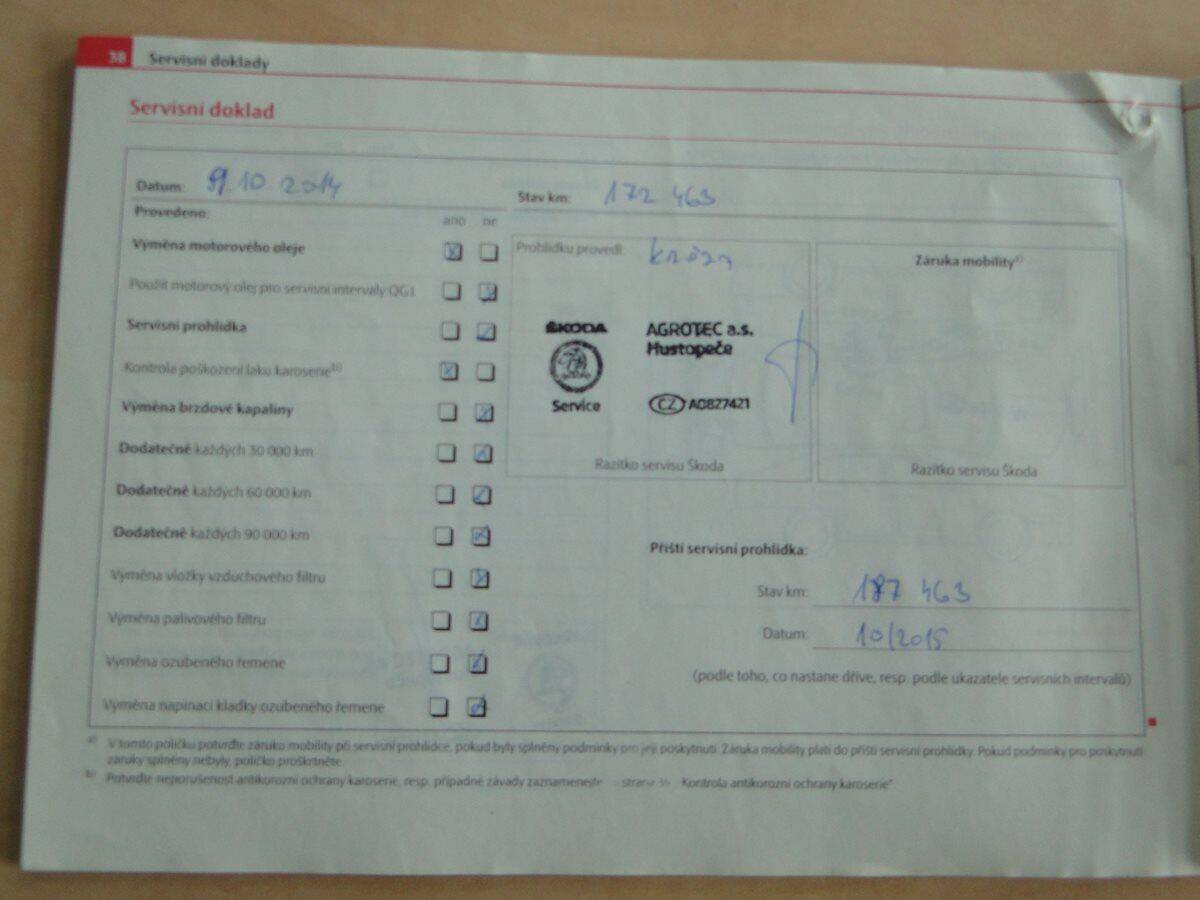 38 Servisní doklady
Servisní doklad
Datum: 9.10.2014 Stav km: 172 463
Provedeno: ano ne
Výměna motorového oleje
Použit motorový olej pro servisní intervaly QG1
Servisní prohlídka
Kontrola poškození laku karoserie b)
Výměna brzdové kapaliny
Dodatečně každých 30 000 km
Dodatečně každých 60 000 km
Dodatečně každých 90 000 km
Výměna vložky vzduchového filtru
Výměna palivového filtru
Výměna ozubeného řemene
Výměna napínací kladky ozubeného řemene
Prohlídku provedl:
ŠKODA
Service
AGROTEC a.s.
Hustopeče
CZ A0827421
Razítko servisu Škoda
Záruka mobility a)
Razítko servisu Škoda
Příští servisní prohlídka:
Stav km: 187 463
Datum: 10/2015
(podle toho, co nastane dříve, resp. podle ukazatele servisních intervalů)
a) V tomto políčku potvrďte záruku mobility při servisní prohlídce, pokud byly splněny podmínky pro její poskytnutí. Záruka mobility platí do příští servisní prohlídky. Pokud podmínky pro poskytnutí
záruky splněny nebyly, políčko proškrtněte.
b) Potvrďte neporušenost antikorozní ochrany karoserie, resp. případné závady zaznamenejte strana Kontrola antikorozní ochrany karoserie"